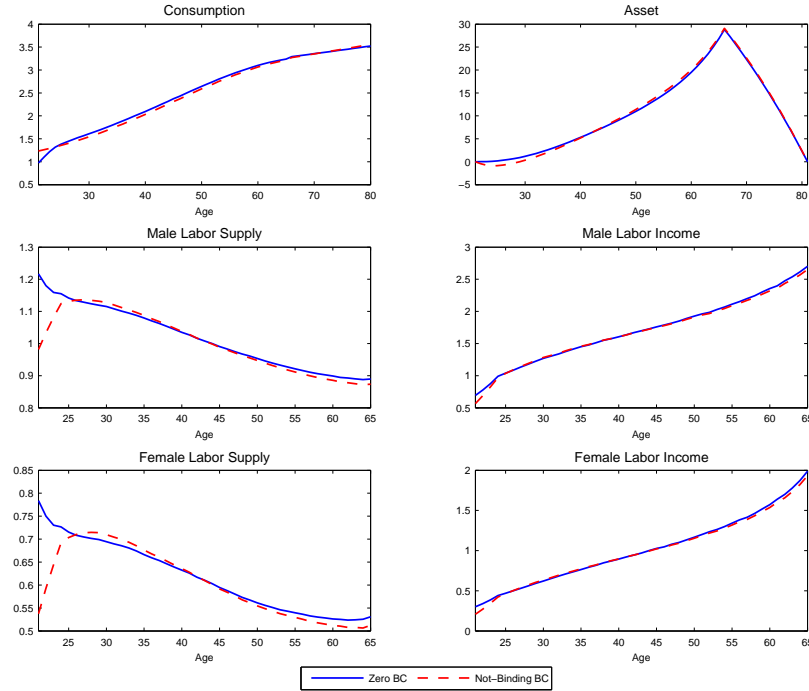 Consumption
4
3.5
3
2.5
2
1.5
1
0.5
30 40 50 60 70 80
Age
Asset
30
25
20
15
10
5
0
−5
30 40 50 60 70 80
Age
Male Labor Supply
1.3
1.2
1.1
1
0.9
0.8
25 30 35 40 45 50 55 60 65
Age
Male Labor Income
3
2.5
2
1.5
1
0.5
25 30 35 40 45 50 55 60 65
Age
Female Labor Supply
0.85
0.8
0.75
0.7
0.65
0.6
0.55
0.5
25 30 35 40 45 50 55 60 65
Age
Female Labor Income
2
1.5
1
0.5
0
25 30 35 40 45 50 55 60 65
Age
Zero BC Not−Binding BC